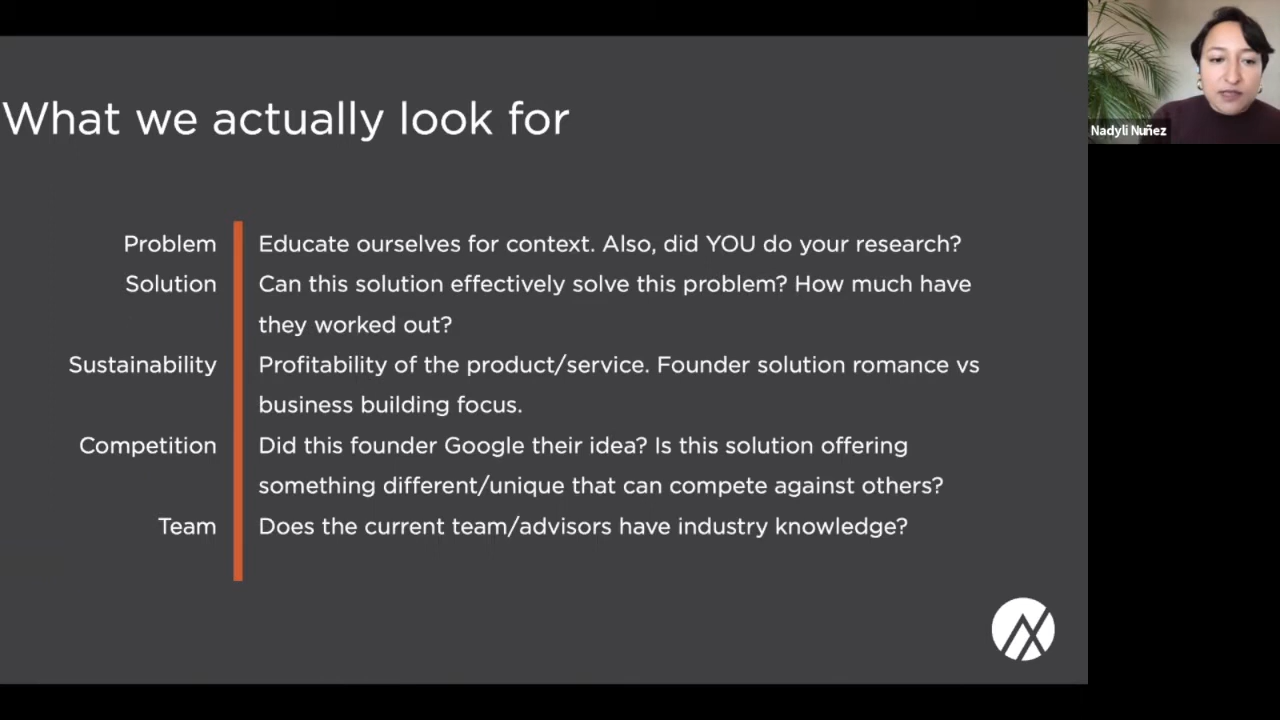 What we actually look for
Problem
Educate ourselves for context. Also, did YOU do your research?
Solution
Can this solution effectively solve this problem? How much have
they worked out?
Sustainability
Profitability of the product/service. Founder solution romance vs
business building focus.
Competition
Did this founder Google their idea? Is this solution offering
something different/unique that can compete against others?
Team
Does the current team/advisors have industry knowledge?
Nadyli Nuñez